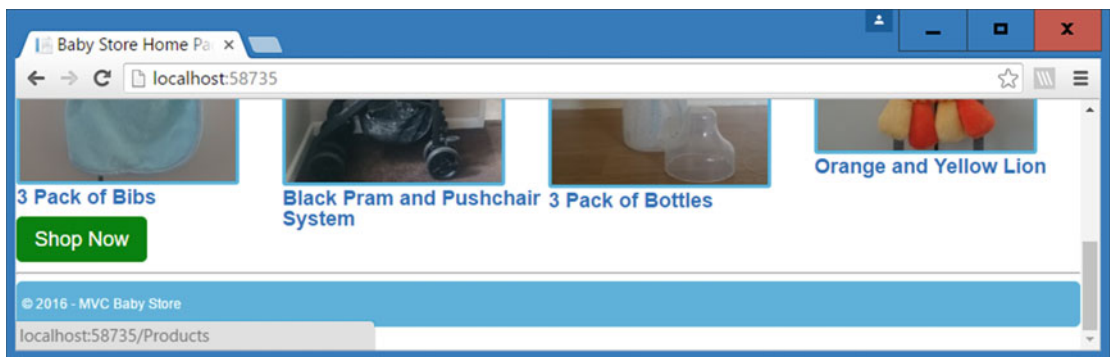 Baby Store Home Pa
localhost:58735
3 Pack of Bibs
Black Pram and Pushchair
System
3 Pack of Bottles
Orange and Yellow Lion
Shop Now
© 2016 - MVC Baby Store
localhost:58735/Products